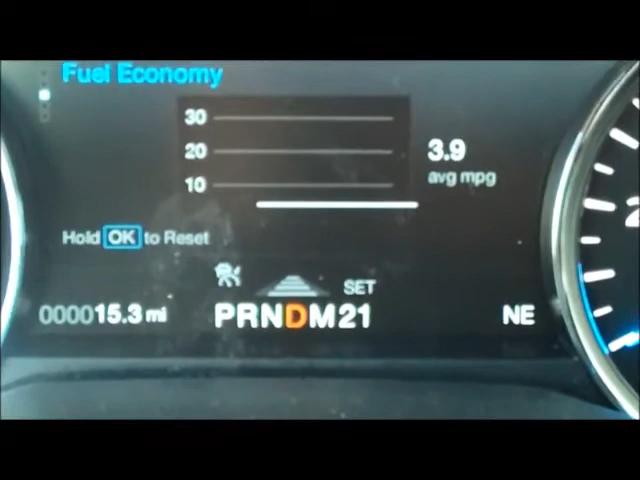 Fuel Economy
30
20
10
3.9
avg mpg
Hold OK to Reset
SET
000015.3 mi
PRNDM21
NE
2